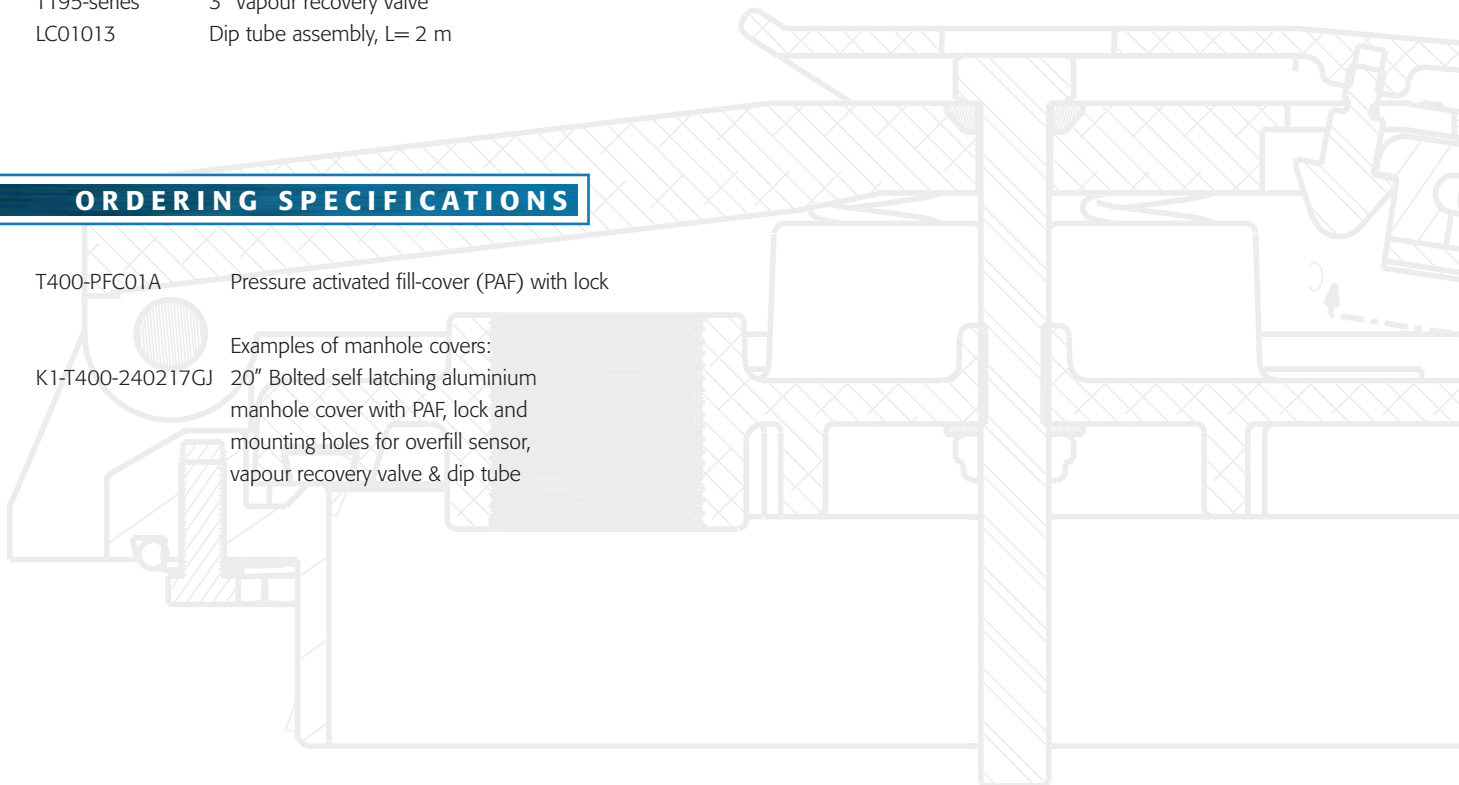 T195-series 3" vapour recovery valve
LC01013 Dip tube assembly, L= 2 m
ORDERING SPECIFICATIONS
T400-PFC01A Pressure activated fill-cover (PAF) with lock
Examples of manhole covers:
K1-T400-240217GJ 20" Bolted self latching aluminium
manhole cover with PAF, lock and
mounting holes for overfill sensor,
vapour recovery valve & dip tube